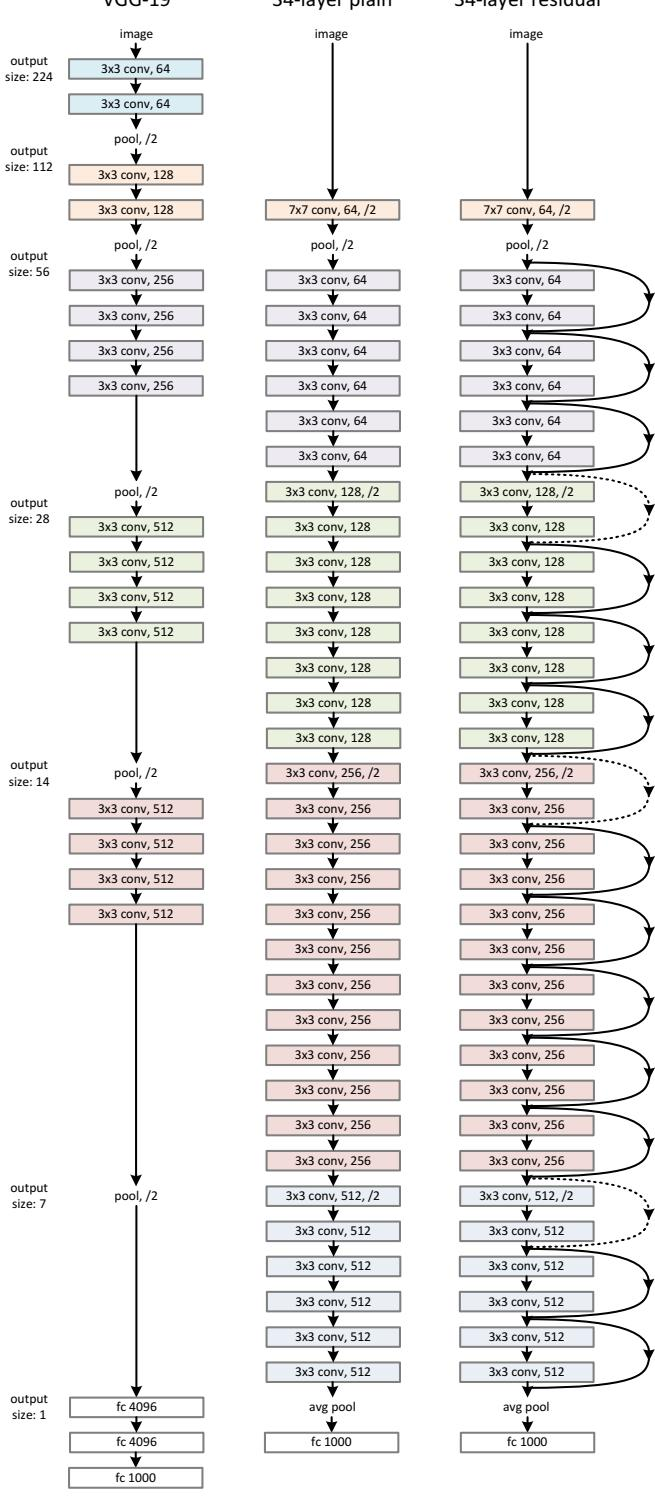 output
size: 224
output
size: 112
output
size: 56
output
size: 28
output
size: 14
output
size: 7
output
size: 1
VGG-19
image
3x3 conv, 64
3x3 conv, 64
pool, /2
3x3 conv, 128
3x3 conv, 128
pool, /2
3x3 conv, 256
3x3 conv, 256
3x3 conv, 256
3x3 conv, 256
pool, /2
3x3 conv, 512
3x3 conv, 512
3x3 conv, 512
3x3 conv, 512
pool, /2
3x3 conv, 512
3x3 conv, 512
3x3 conv, 512
3x3 conv, 512
pool, /2
fc 4096
fc 4096
fc 1000
34-layer plain
image
7x7 conv, 64, /2
pool, /2
3x3 conv, 64
3x3 conv, 64
3x3 conv, 64
3x3 conv, 64
3x3 conv, 64
3x3 conv, 64
3x3 conv, 128, /2
3x3 conv, 128
3x3 conv, 128
3x3 conv, 128
3x3 conv, 128
3x3 conv, 128
3x3 conv, 128
3x3 conv, 128
3x3 conv, 256, /2
3x3 conv, 256
3x3 conv, 256
3x3 conv, 256
3x3 conv, 256
3x3 conv, 256
3x3 conv, 256
3x3 conv, 256
3x3 conv, 256
3x3 conv, 256
3x3 conv, 256
3x3 conv, 256
3x3 conv, 512, /2
3x3 conv, 512
3x3 conv, 512
3x3 conv, 512
3x3 conv, 512
3x3 conv, 512
avg pool
fc 1000
34-layer residual
image
7x7 conv, 64, /2
pool, /2
3x3 conv, 64
3x3 conv, 64
3x3 conv, 64
3x3 conv, 64
3x3 conv, 64
3x3 conv, 64
3x3 conv, 128, /2
3x3 conv, 128
3x3 conv, 128
3x3 conv, 128
3x3 conv, 128
3x3 conv, 128
3x3 conv, 128
3x3 conv, 128
3x3 conv, 256, /2
3x3 conv, 256
3x3 conv, 256
3x3 conv, 256
3x3 conv, 256
3x3 conv, 256
3x3 conv, 256
3x3 conv, 256
3x3 conv, 256
3x3 conv, 256
3x3 conv, 256
3x3 conv, 256
3x3 conv, 512, /2
3x3 conv, 512
3x3 conv, 512
3x3 conv, 512
3x3 conv, 512
3x3 conv, 512
avg pool
fc 1000